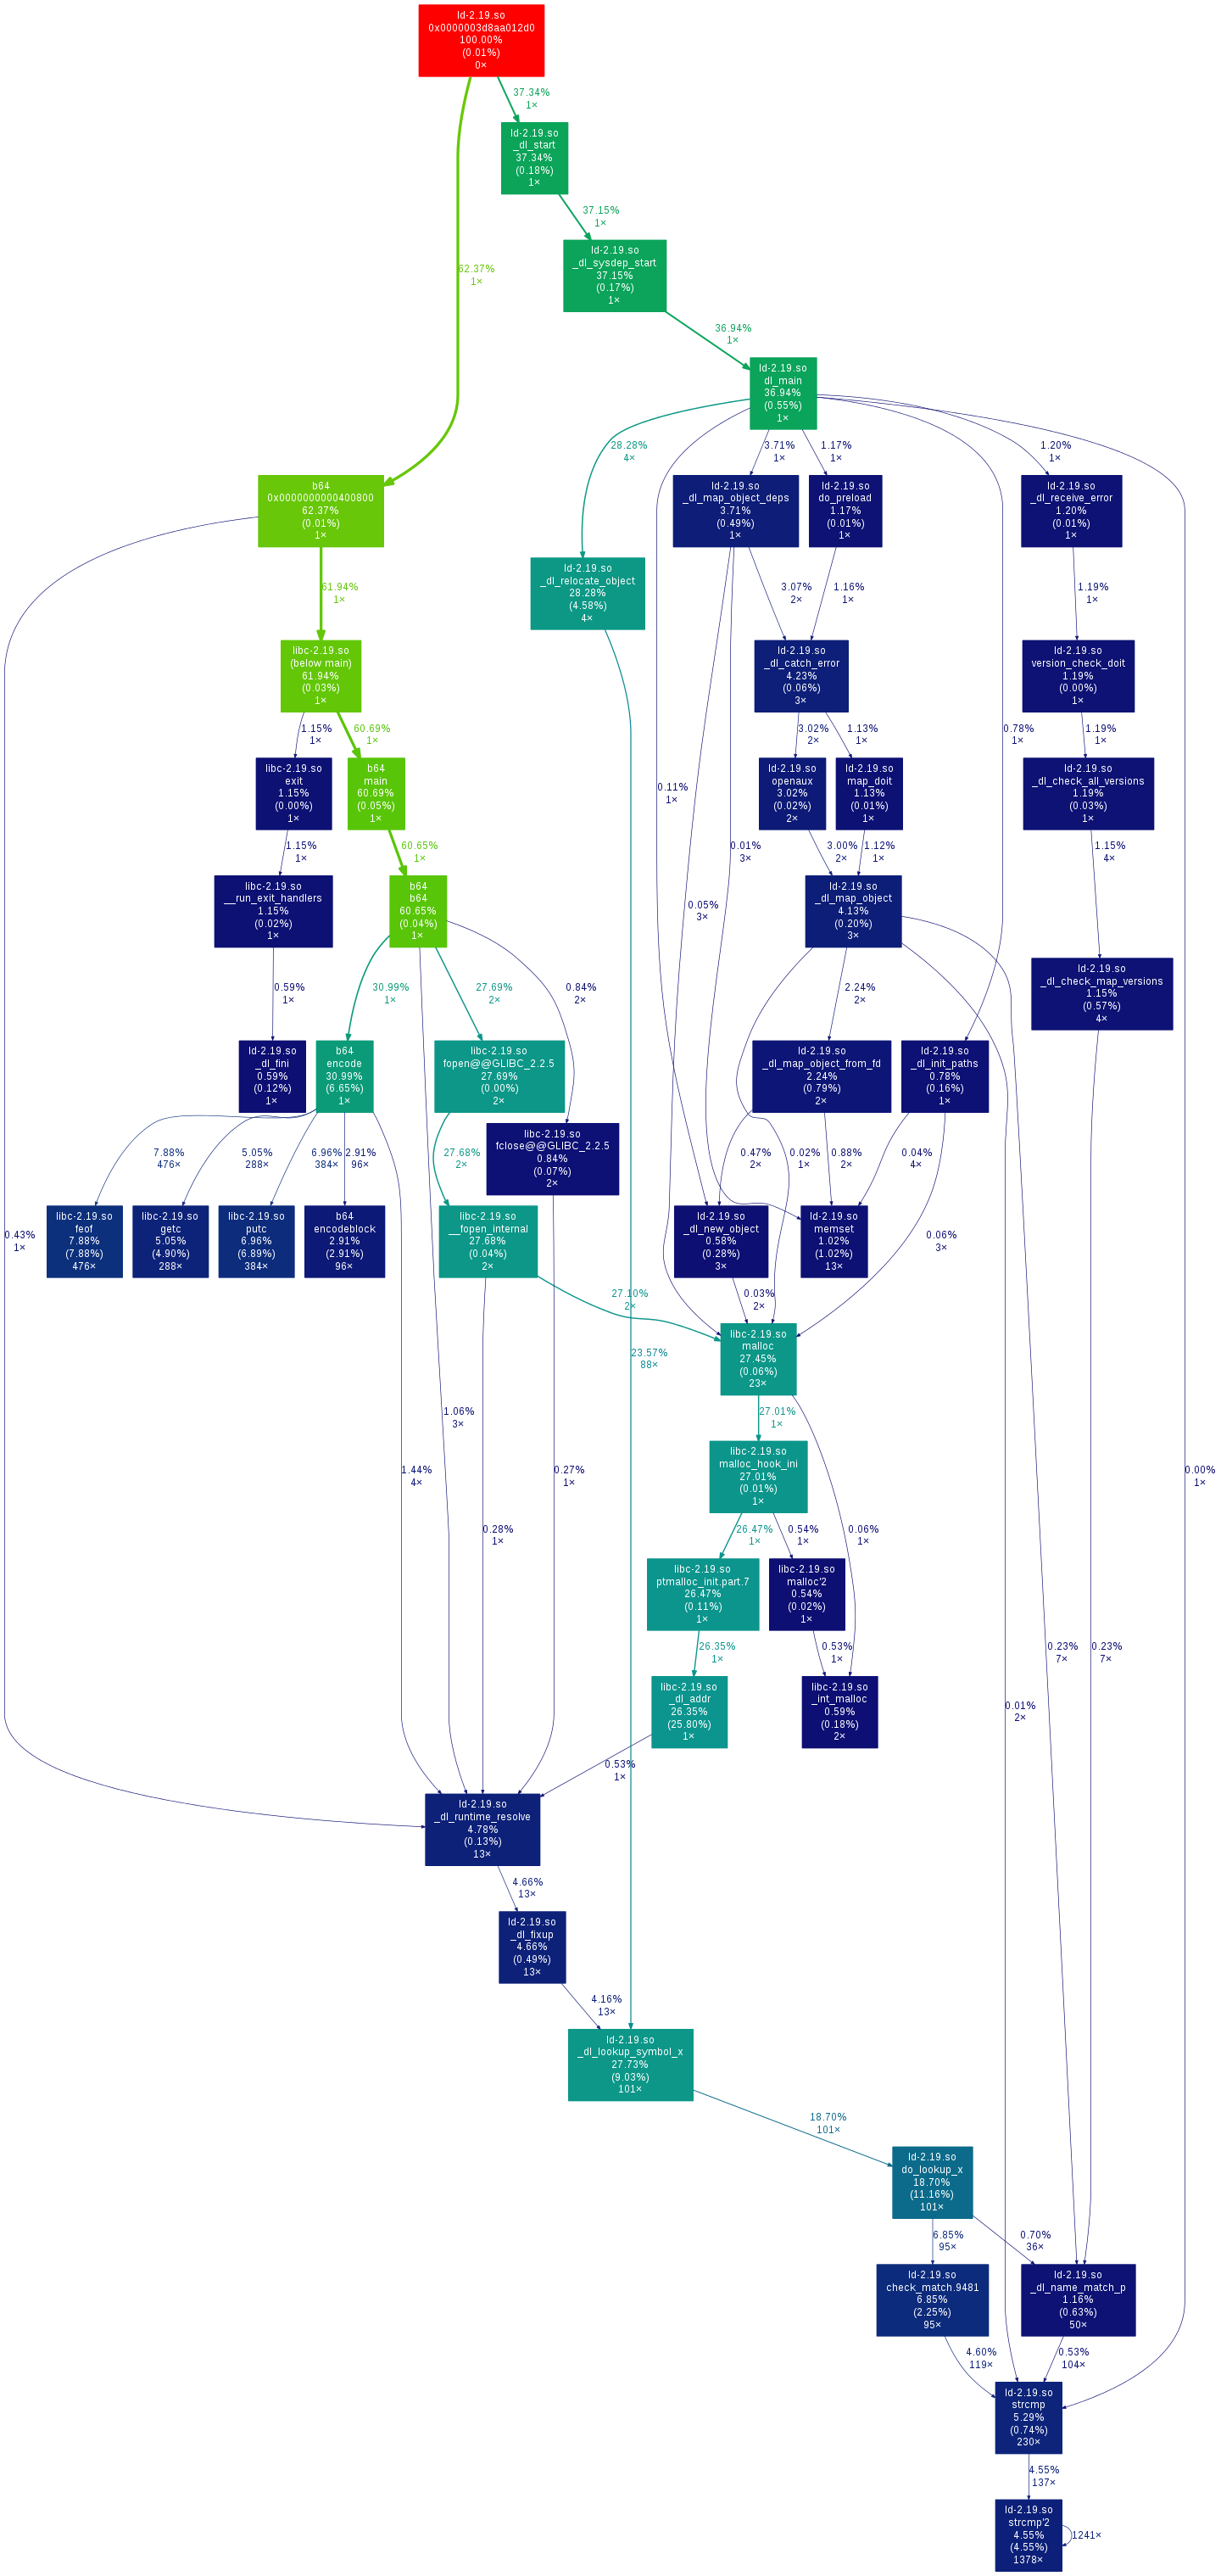 ld-2.19.so
0x0000003d8aa012d0
100.00%
(0.01%)
0×
37.34%
1×
ld-2.19.so
_dl_start
37.34%
(0.18%)
1×
37.15%
1×
ld-2.19.so
_dl_sysdep_start
37.15%
(0.17%)
1×
62.37%
1×
36.94%
1×
ld-2.19.so
dl_main
36.94%
(0.55%)
1×
28.28%
4×
3.71%
1×
1.17%
1×
1.20%
1×
b64
0x0000000000400800
62.37%
(0.01%)
1×
ld-2.19.so
_dl_map_object_deps
3.71%
(0.49%)
1×
ld-2.19.so
do_preload
1.17%
(0.01%)
1×
ld-2.19.so
_dl_receive_error
1.20%
(0.01%)
1×
61.94%
1×
ld-2.19.so
_dl_relocate_object
28.28%
(4.58%)
4×
3.07%
2×
1.16%
1×
1.19%
1×
libc-2.19.so
(below main)
61.94%
(0.03%)
1×
ld-2.19.so
_dl_catch_error
4.23%
(0.06%)
3×
ld-2.19.so
version_check_doit
1.19%
(0.00%)
1×
1.15%
1×
60.69%
1×
3.02%
2×
1.13%
1×
0.78%
1×
1.19%
1×
libc-2.19.so
exit
1.15%
(0.00%)
1×
b64
main
60.69%
(0.05%)
1×
0.11%
1×
ld-2.19.so
openaux
3.02%
(0.02%)
2×
ld-2.19.so
map_doit
1.13%
(0.01%)
1×
ld-2.19.so
_dl_check_all_versions
1.19%
(0.03%)
1×
1.15%
1×
60.65%
1×
0.01%
3×
3.00%
2×
1.12%
1×
1.15%
4×
libc-2.19.so
__run_exit_handlers
1.15%
(0.02%)
1×
b64
b64
60.65%
(0.04%)
1×
0.05%
3×
ld-2.19.so
_dl_map_object
4.13%
(0.20%)
3×
0.59%
1×
30.99%
1×
27.69%
2×
0.84%
2×
2.24%
2×
ld-2.19.so
_dl_check_map_versions
1.15%
(0.57%)
4×
ld-2.19.so
_dl_fini
0.59%
(0.12%)
1×
b64
encode
30.99%
(6.65%)
1×
libc-2.19.so
fopen@@GLIBC_2.2.5
27.69%
(0.00%)
2×
ld-2.19.so
_dl_map_object_from_fd
2.24%
(0.79%)
2×
ld-2.19.so
_dl_init_paths
0.78%
(0.16%)
1×
7.88%
476×
5.05%
288×
6.96%
384×
2.91%
96×
27.68%
2×
libc-2.19.so
fclose@@GLIBC_2.2.5
0.84%
(0.07%)
2×
0.47%
2×
0.02%
1×
0.88%
2×
0.04%
4×
0.43%
1×
libc-2.19.so
feof
7.88%
(7.88%)
476×
libc-2.19.so
getc
5.05%
(4.90%)
288×
libc-2.19.so
putc
6.96%
(6.89%)
384×
b64
encodeblock
2.91%
(2.91%)
96×
libc-2.19.so
__fopen_internal
27.68%
(0.04%)
2×
ld-2.19.so
_dl_new_object
0.58%
(0.28%)
3×
ld-2.19.so
memset
1.02%
(1.02%)
13×
0.06%
3×
27.10%
2×
0.03%
2×
23.57%
88×
libc-2.19.so
malloc
27.45%
(0.06%)
23×
1.44%
4×
1.06%
3×
0.27%
1×
27.01%
1×
libc-2.19.so
malloc_hook_ini
27.01%
(0.01%)
1×
0.00%
1×
0.28%
1×
26.47%
1×
0.54%
1×
0.06%
1×
libc-2.19.so
ptmalloc_init.part.7
26.47%
(0.11%)
1×
libc-2.19.so
malloc'2
0.54%
(0.02%)
1×
26.35%
1×
0.53%
1×
0.23%
7×
0.23%
7×
libc-2.19.so
_dl_addr
26.35%
(25.80%)
1×
libc-2.19.so
_int_malloc
0.59%
(0.18%)
2×
0.01%
2×
0.53%
1×
ld-2.19.so
_dl_runtime_resolve
4.78%
(0.13%)
13×
4.66%
13×
ld-2.19.so
_dl_fixup
4.66%
(0.49%)
13×
4.16%
13×
ld-2.19.so
_dl_lookup_symbol_x
27.73%
(9.03%)
101×
18.70%
101×
ld-2.19.so
do_lookup_x
18.70%
(11.16%)
101×
6.85%
95×
0.70%
36×
ld-2.19.so
check_match.9481
6.85%
(2.25%)
95×
ld-2.19.so
_dl_name_match_p
1.16%
(0.63%)
50×
4.60%
119×
0.53%
104×
ld-2.19.so
strcmp
5.29%
(0.74%)
230×
4.55%
137×
ld-2.19.so
strcmp'2
4.55%
(4.55%)
1378×
1241×